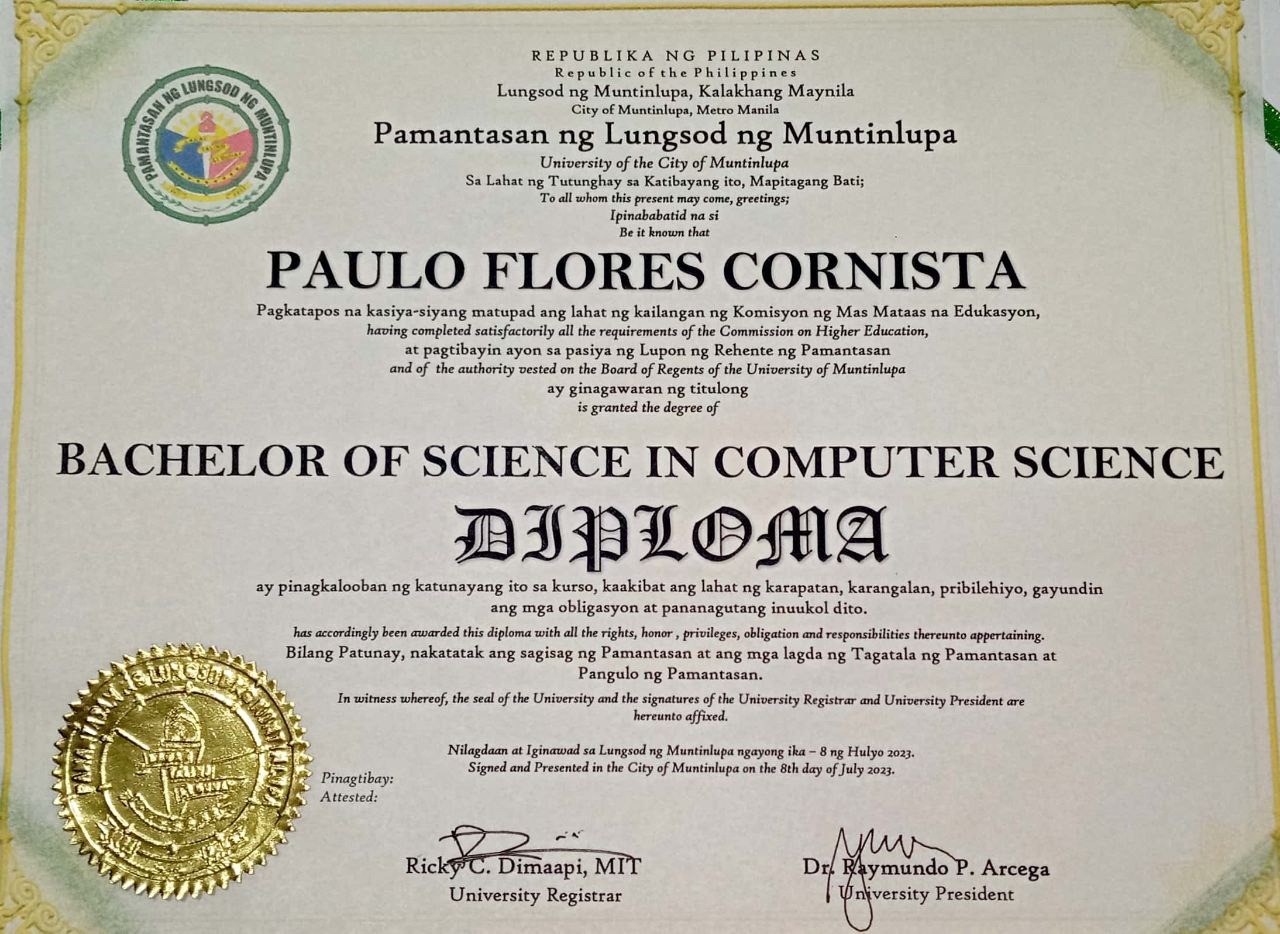 REPUBLIKA NG PILIPINAS
Republic of the Philippines
Lungsod ng Muntinlupa, Kalakhang Maynila
City of Muntinlupa, Metro Manila
Pamantasan ng Lungsod ng Muntinlupa
University of the City of Muntinlupa
Sa Lahat ng Tutunghay sa Katibayang ito, Mapitagang Bati;
To all whom this present may come, greetings;
Ipinababatid na si
Be it known that
PAMANTASAN NG LUNGSOD NG MUNTINLUPA
PAULO FLORES CORNISTA
Pagkatapos na kasiya-siyang matupad ang lahat ng kailangan ng Komisyon ng Mas Mataas na Edukasyon,
having completed satisfactorily all the requirements of the Commission on Higher Education,
at pagtibayin ayon sa pasiya ng Lupon ng Rehente ng Pamantasan
and of the authority vested on the Board of Regents of the University of Muntinlupa
ay ginagawaran ng titulong
is granted the degree of
BACHELOR OF SCIENCE IN COMPUTER SCIENCE
DIPLOMA
ay pinagkalooban ng katunayang ito sa kurso, kaakibat ang lahat ng karapatan, karangalan, pribilehiyo, gayundin
ang mga obligasyon at pananagutang inuukol dito.
has accordingly been awarded this diploma with all the rights, honor , privileges, obligation and responsibilities thereunto appertaining.
Bilang Patunay, nakatatak ang sagisag ng Pamantasan at ang mga lagda ng Tagatala ng Pamantasan at
Pangulo ng Pamantasan.
In witness whereof, the seal of the University and the signatures of the University Registrar and University President are
hereunto affixed.
Nilagdaan at Iginawad sa Lungsod ng Muntinlupa ngayong ika – 8 ng Hulyo 2023.
Signed and Presented in the City of Muntinlupa on the 8th day of July 2023.
Pinagtibay:
Attested:
Ricky C. Dimaapi, MIT
University Registrar
Dr. Raymundo P. Arcega
University President